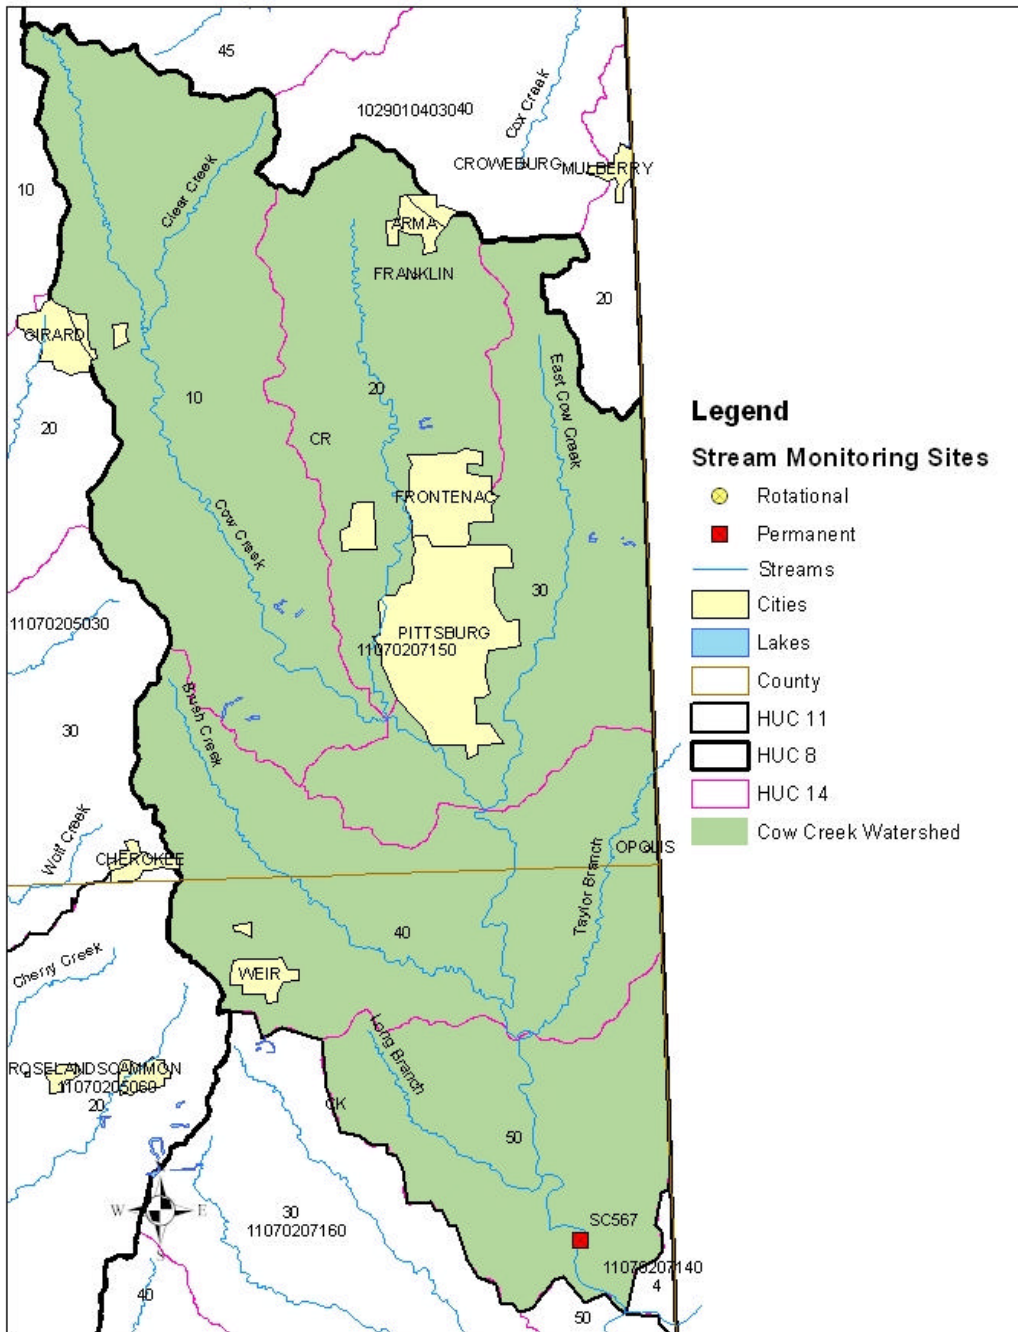 45
10290104030 40
Cox Creek
CROWEBURG
MULBERRY
Clear Creek
10
ARMA
FRANKLIN
20
GIRARD
East Cow Creek
20
10
20
CR
Legend
Stream Monitoring Sites
Rotational
Permanent
Streams
Cities
Lakes
County
HUC 11
HUC 8
HUC 14
Cow Creek Watershed
FRONTENAC
Cow Creek
30
11070205030
PITTSBURG
11070207150
Brush Creek
30
Wolf Creek
CHEROKEE
OPOLIS
Taylor Branch
40
Cherry Creek
WEIR
Long Branch
ROSELAND
SCAMMON
11070205060
20
CK
50
W
E
S
30
11070207160
SC567
11070207140
4
40
50